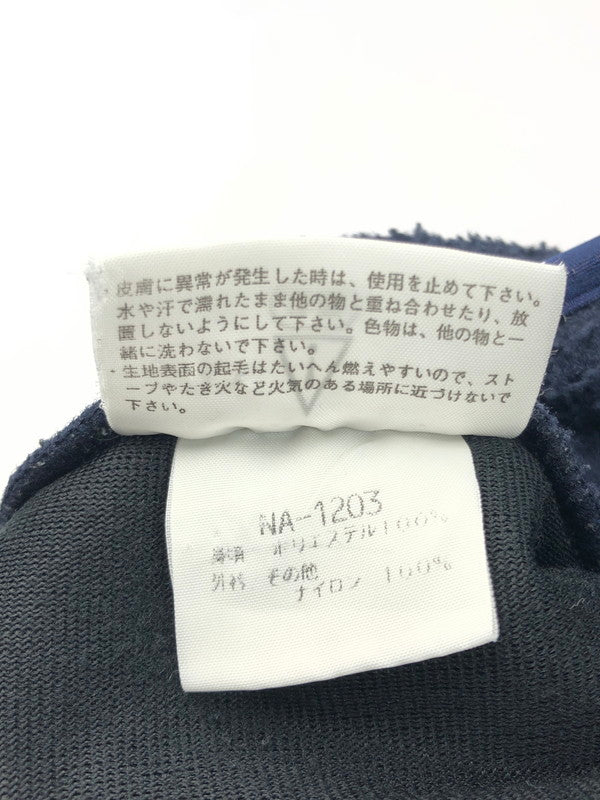 ・皮膚に異常が発生した時は、使用を止めて下さい。
水や汗で濡れたまま他の物と重ね合わせたり、放
置しないようにして下さい。色物は、他の物と一
緒に洗わないで下さい。
・生地表面の起毛はたいへん燃えやすいので、スト
ーブやたき火など火気のある場所に近づけないで
下さい。
NA-1203
ポリエステル100%
その他
ナイロン 100%